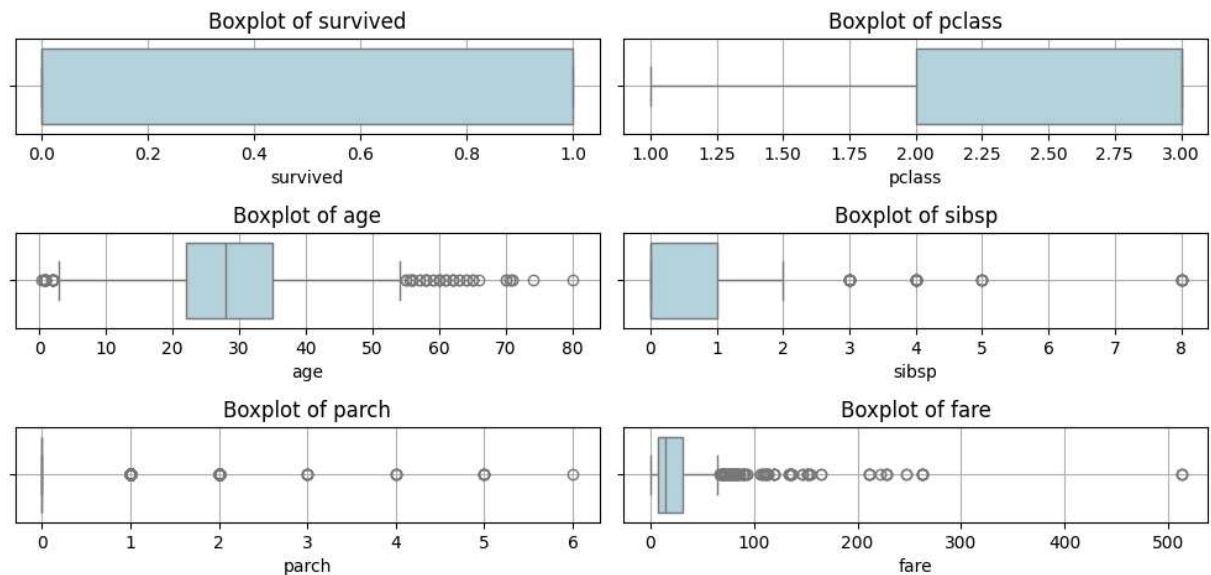 Boxplot of survived
0.0 0.2 0.4 0.6 0.8 1.0
survived
Boxplot of pclass
1.00 1.25 1.50 1.75 2.00 2.25 2.50 2.75 3.00
pclass
Boxplot of age
0 10 20 30 40 50 60 70 80
age
Boxplot of sibsp
0 1 2 3 4 5 6 7 8
sibsp
Boxplot of parch
0 1 2 3 4 5 6
parch
Boxplot of fare
0 100 200 300 400 500
fare